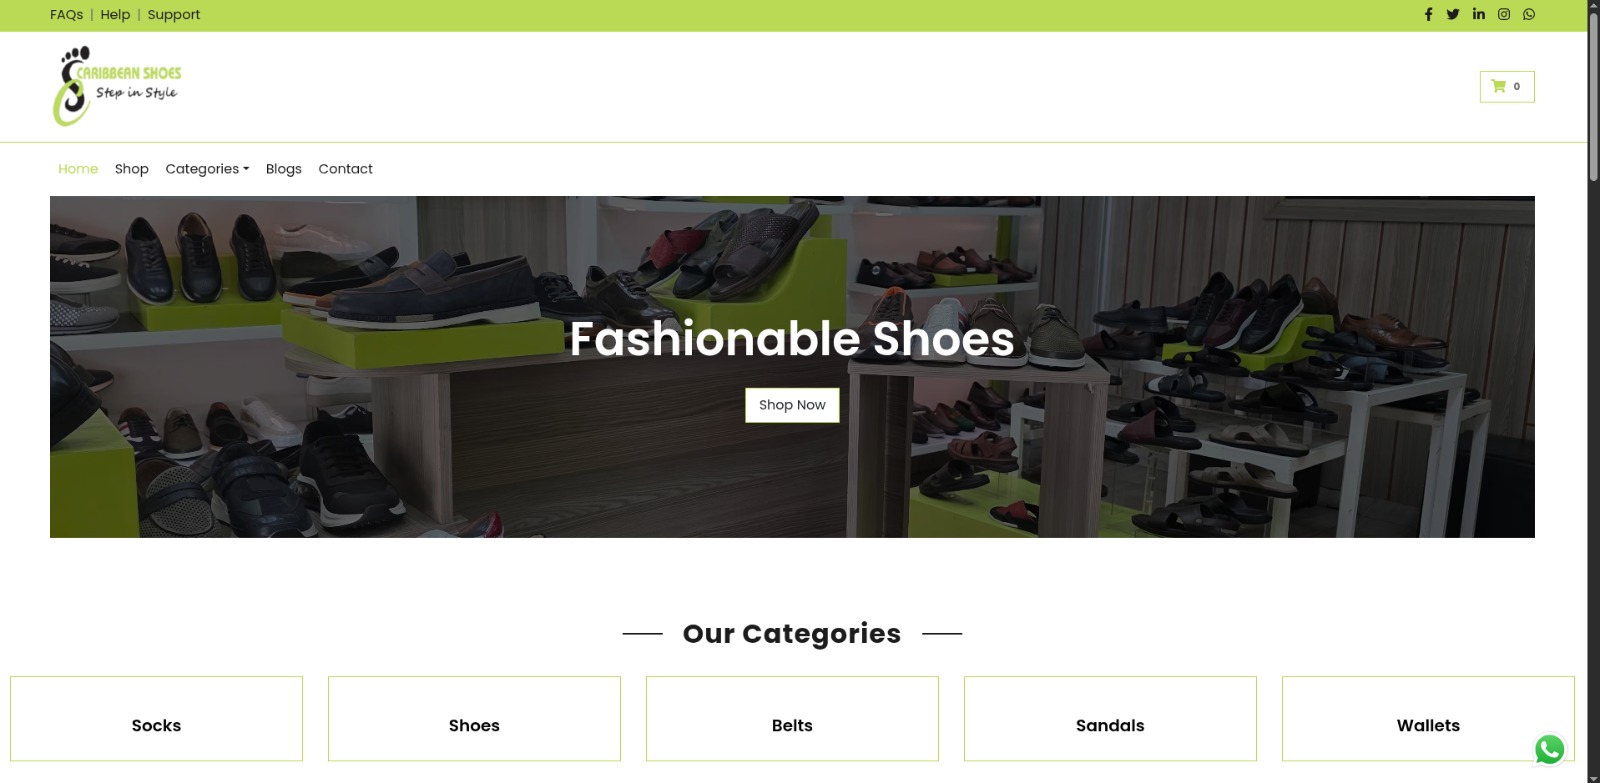 FAQs | Help | Support
CARIBBEAN SHOES
Step in Style
0
Home Shop Categories Blogs Contact
Fashionable Shoes
Shop Now
Our Categories
Socks Shoes Belts Sandals Wallets